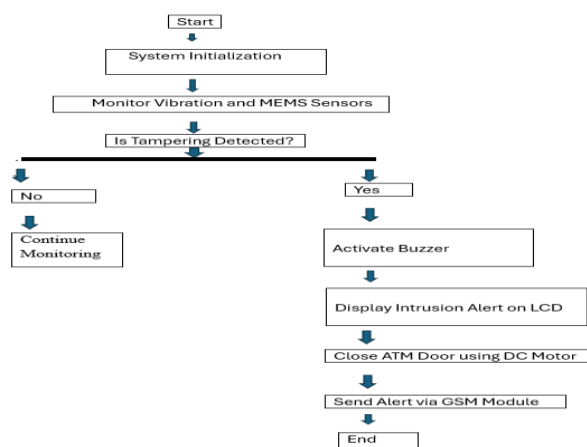 Start
System Initialization
Monitor Vibration and MEMS Sensors
Is Tampering Detected?
No
Yes
Continue
Monitoring
Activate Buzzer
Display Intrusion Alert on LCD
Close ATM Door using DC Motor
Send Alert via GSM Module
End